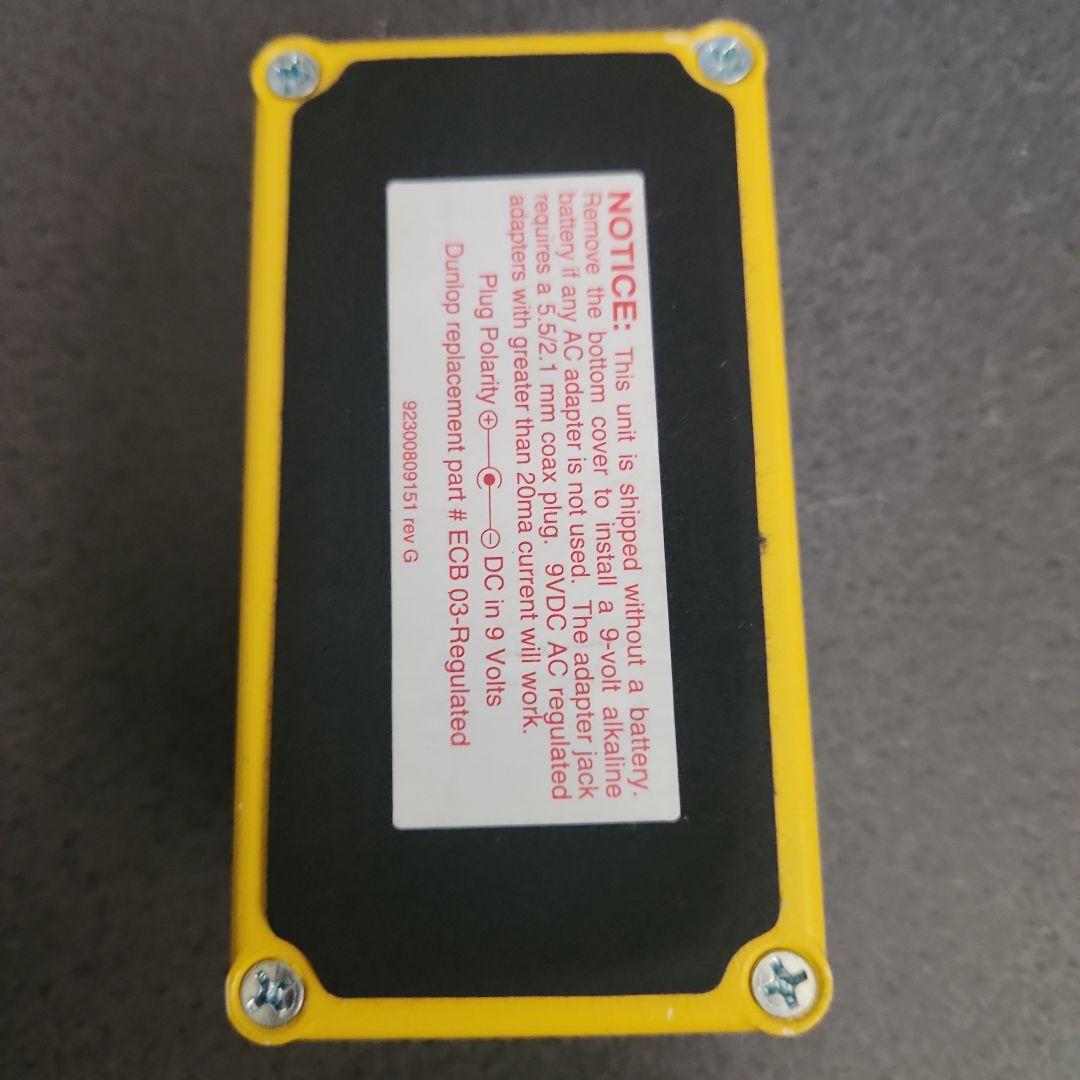 NOTICE: This unit is shipped without a battery.
Remove the bottom cover to install a 9-volt alkaline
battery if any AC adapter is not used. The adapter jack
requires a 5.5/2.1 mm coax plug. 9VDC AC regulated
adapters with greater than 20ma current will work.
Plug Polarity + - DC in 9 Volts
Dunlop replacement part # ECB 03-Regulated
92300809151 rev G